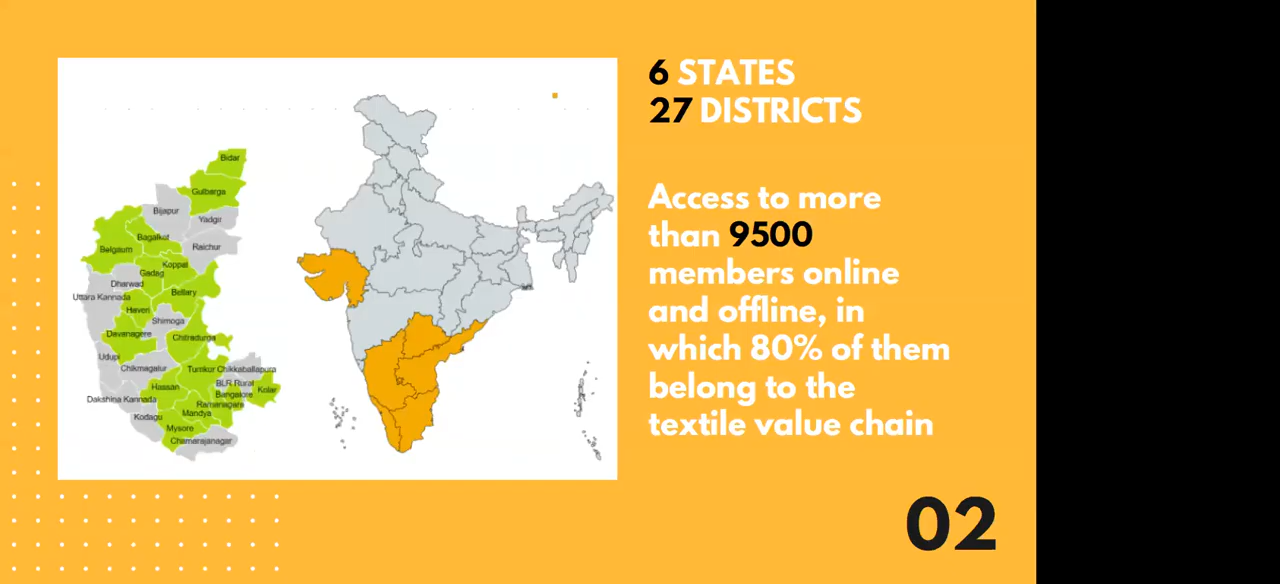 6 STATES
27 DISTRICTS
Access to more
than 9500
members online
and offline, in
which 80% of them
belong to the
textile value chain
Bidar
Gulbarga
Bijapur
Yadgir
Bagalkot
Raichur
Belgaum
Koppal
Gadag
Dharwad
Bellary
Uttara Kannada
Haveri
Shimoga
Davanagere
Chitradurga
Udupi
Chikmagalur
Tumkur Chikkaballapura
BLR Rural
Hassan
Kolar
Bangalore
Dakshina Kannada
Ramanagara
Mandya
Kodagu
Mysore
Chamarajanagar
02